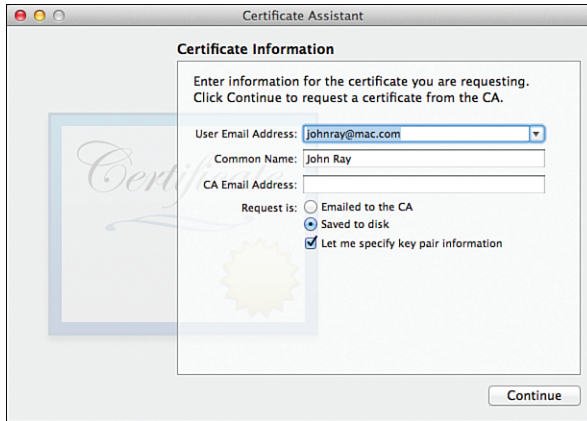 Certificate Assistant
Certificate Information
Enter information for the certificate you are requesting.
Click Continue to request a certificate from the CA.
User Email Address: johnray@mac.com
Common Name: John Ray
CA Email Address:
Request is: Emailed to the CA
Saved to disk
Let me specify key pair information
Certi
Continue